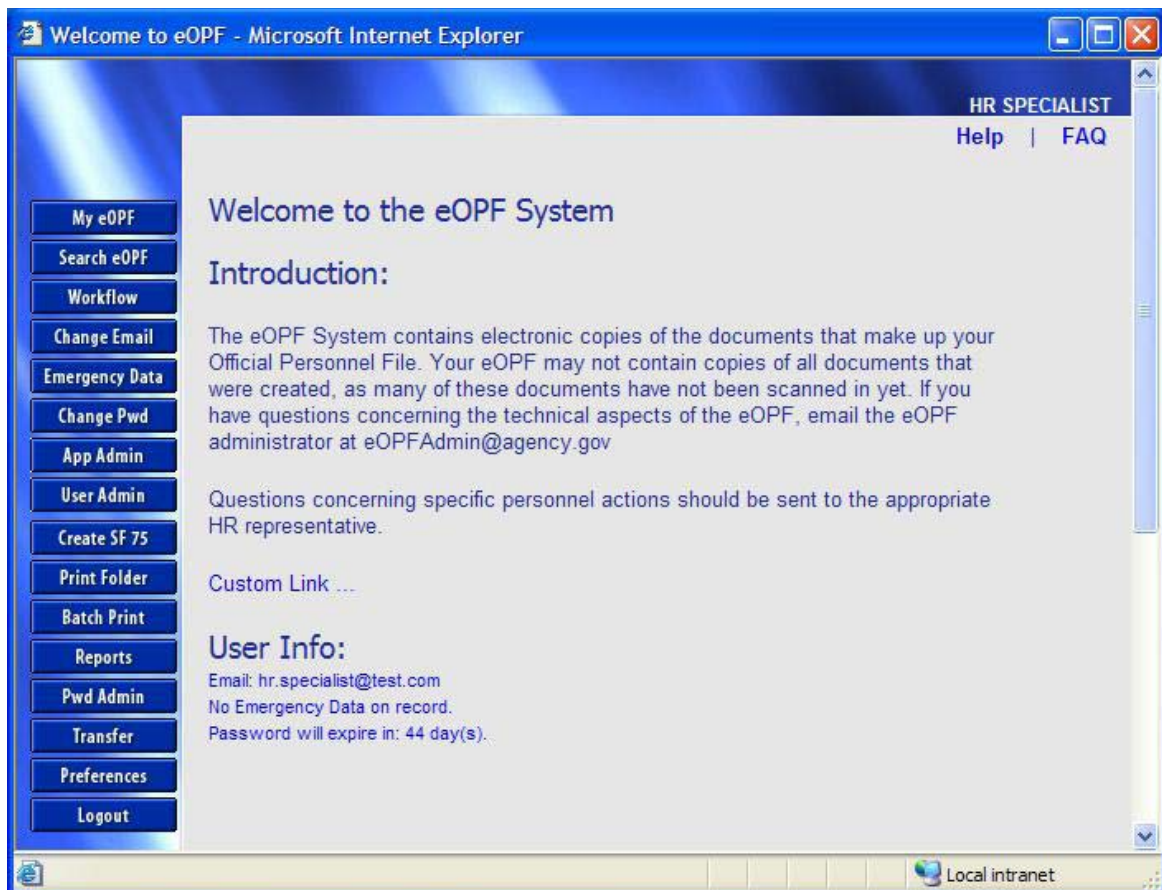 Welcome to eOPF - Microsoft Internet Explorer
HR SPECIALIST
Help | FAQ
My eOPF
Search eOPF
Workflow
Change Email
Emergency Data
Change Pwd
App Admin
User Admin
Create SF 75
Print Folder
Batch Print
Reports
Pwd Admin
Transfer
Preferences
Logout
Welcome to the eOPF System
Introduction:
The eOPF System contains electronic copies of the documents that make up your
Official Personnel File. Your eOPF may not contain copies of all documents that
were created, as many of these documents have not been scanned in yet. If you
have questions concerning the technical aspects of the eOPF, email the eOPF
administrator at eOPFAdmin@agency.gov
Questions concerning specific personnel actions should be sent to the appropriate
HR representative.
Custom Link ...
User Info:
Email: hr.specialist@test.com
No Emergency Data on record.
Password will expire in: 44 day(s).
Local intranet